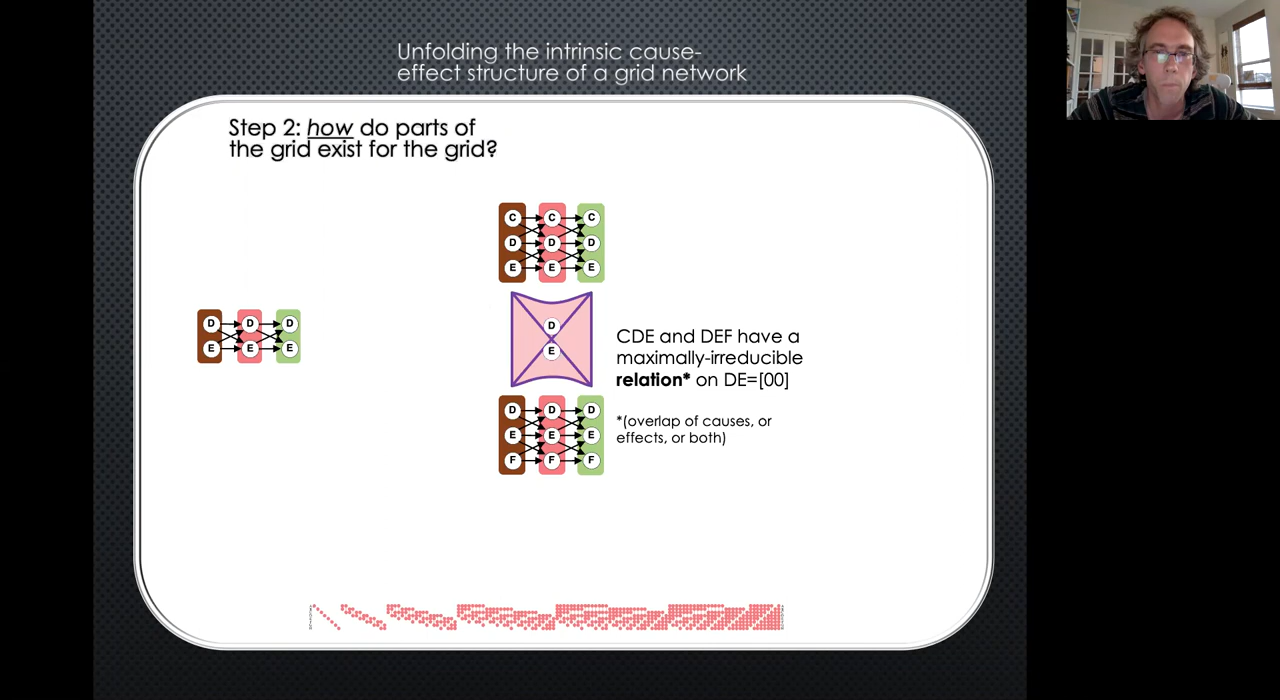 Unfolding the intrinsic cause-
effect structure of a grid network
Step 2: how do parts of
the grid exist for the grid?
C C C
D D D
E E E
D D D
E E E
D
E
CDE and DEF have a
maximally-irreducible
relation* on DE=[00]
*(overlap of causes, or
effects, or both)
D D D
E E E
F F F